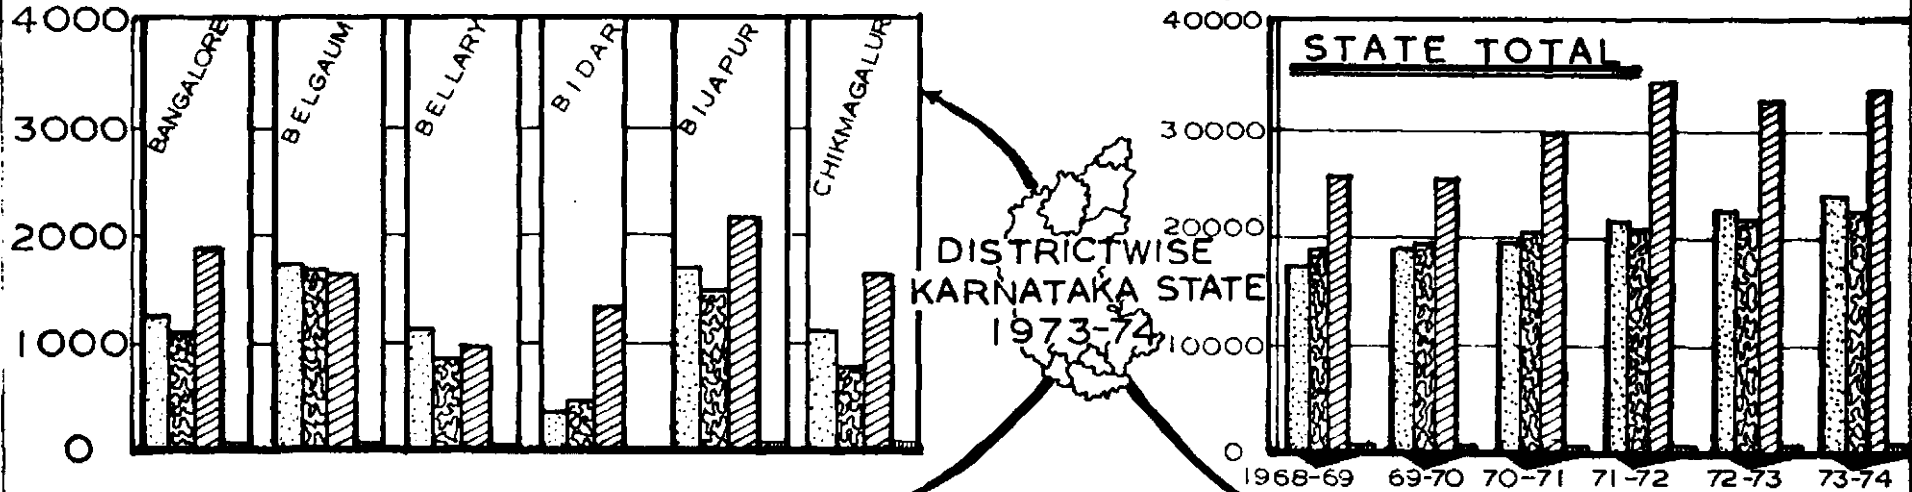 4000
3000
2000
1000
0
BANGALORE
BELGAUM
BELLARY
BIDAR
BIJAPUR
CHIKMAGALUR
DISTRICTWISE
KARNATAKA STATE
1973-74
STATE TOTAL
40000
30000
20000
10000
0
1968-69 69-70 70-71 71-72 72-73 73-74